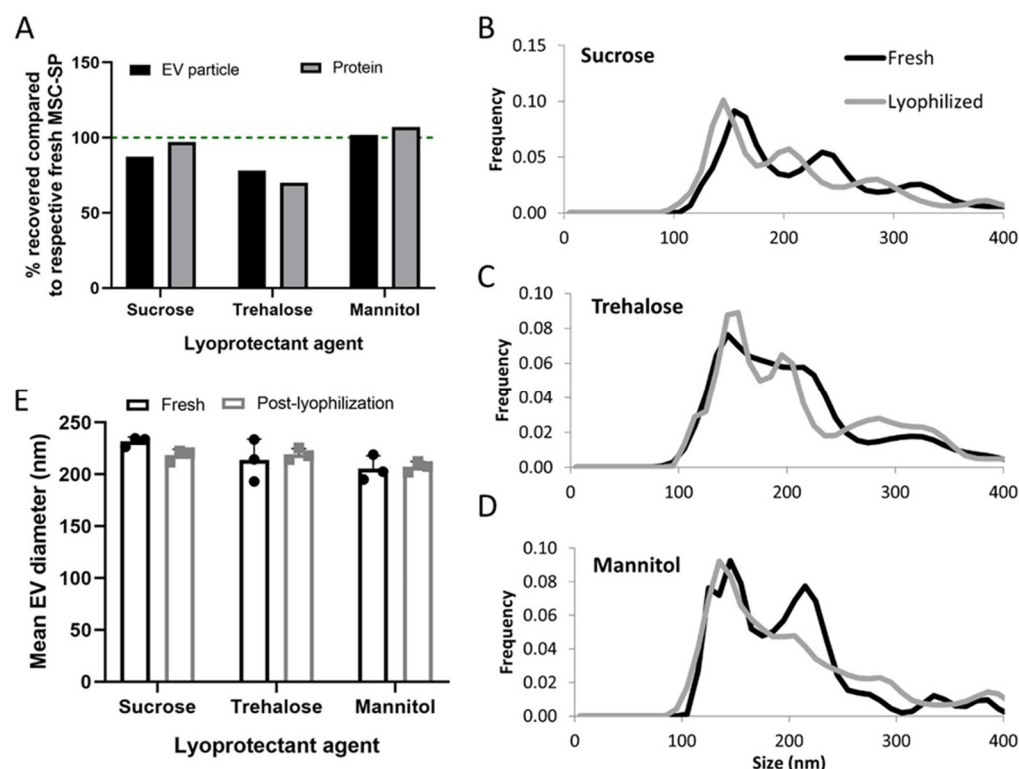 A
% recovered compared
to respective fresh MSC-SP
150
100
50
0
EV particle
Protein
Sucrose Trehalose Mannitol
Lyoprotectant agent
B
Sucrose
Fresh
Lyophilized
Frequency
0.15
0.10
0.05
0.00
0 100 200 300 400
C
Trehalose
Frequency
0.10
0.08
0.06
0.04
0.02
0.00
0 100 200 300 400
D
Mannitol
Frequency
0.10
0.08
0.06
0.04
0.02
0.00
0 100 200 300 400
Size (nm)
E
Fresh
Post-lyophilization
Mean EV diameter (nm)
250
200
150
100
50
0
Sucrose Trehalose Mannitol
Lyoprotectant agent